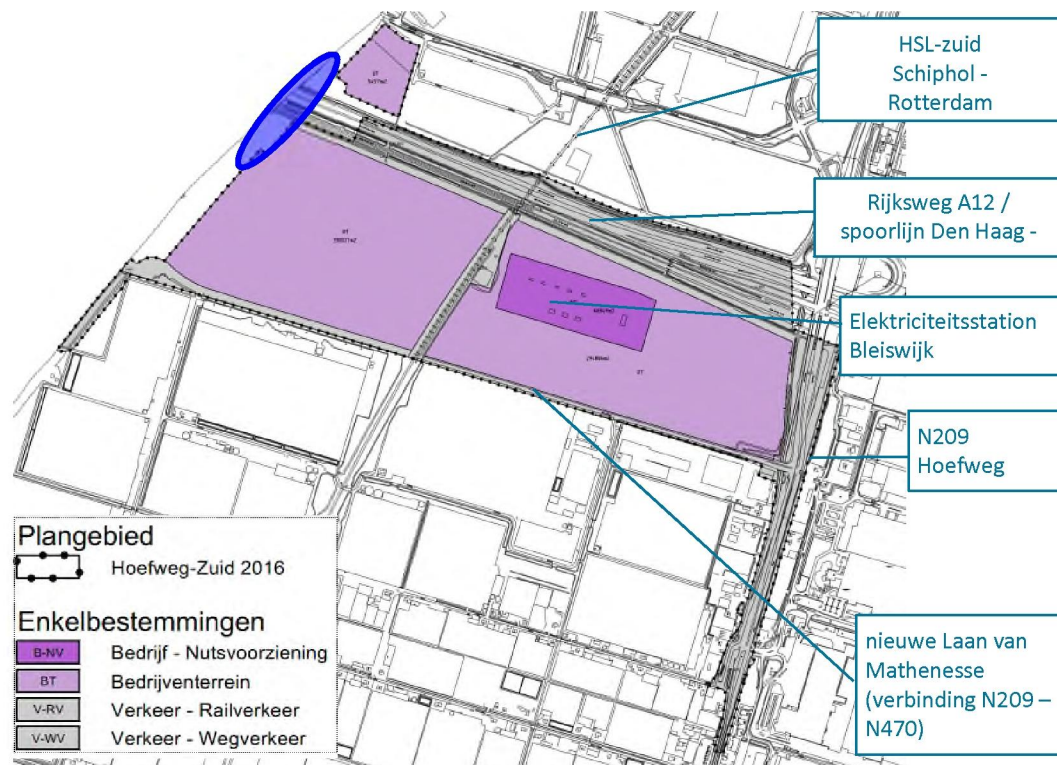 HSL-zuid
Schiphol -
Rotterdam
Rijksweg A12 /
spoorlijn Den Haag -
Elektriciteitsstation
Bleiswijk
N209
Hoefweg
nieuwe Laan van
Mathenesse
(verbinding N209 –
N470)
Plangebied
Hoefweg-Zuid 2016
Enkelbestemmingen
B-NV Bedrijf - Nutsvoorziening
BT Bedrijventerrein
V-RV Verkeer - Railverkeer
V-WV Verkeer - Wegverkeer